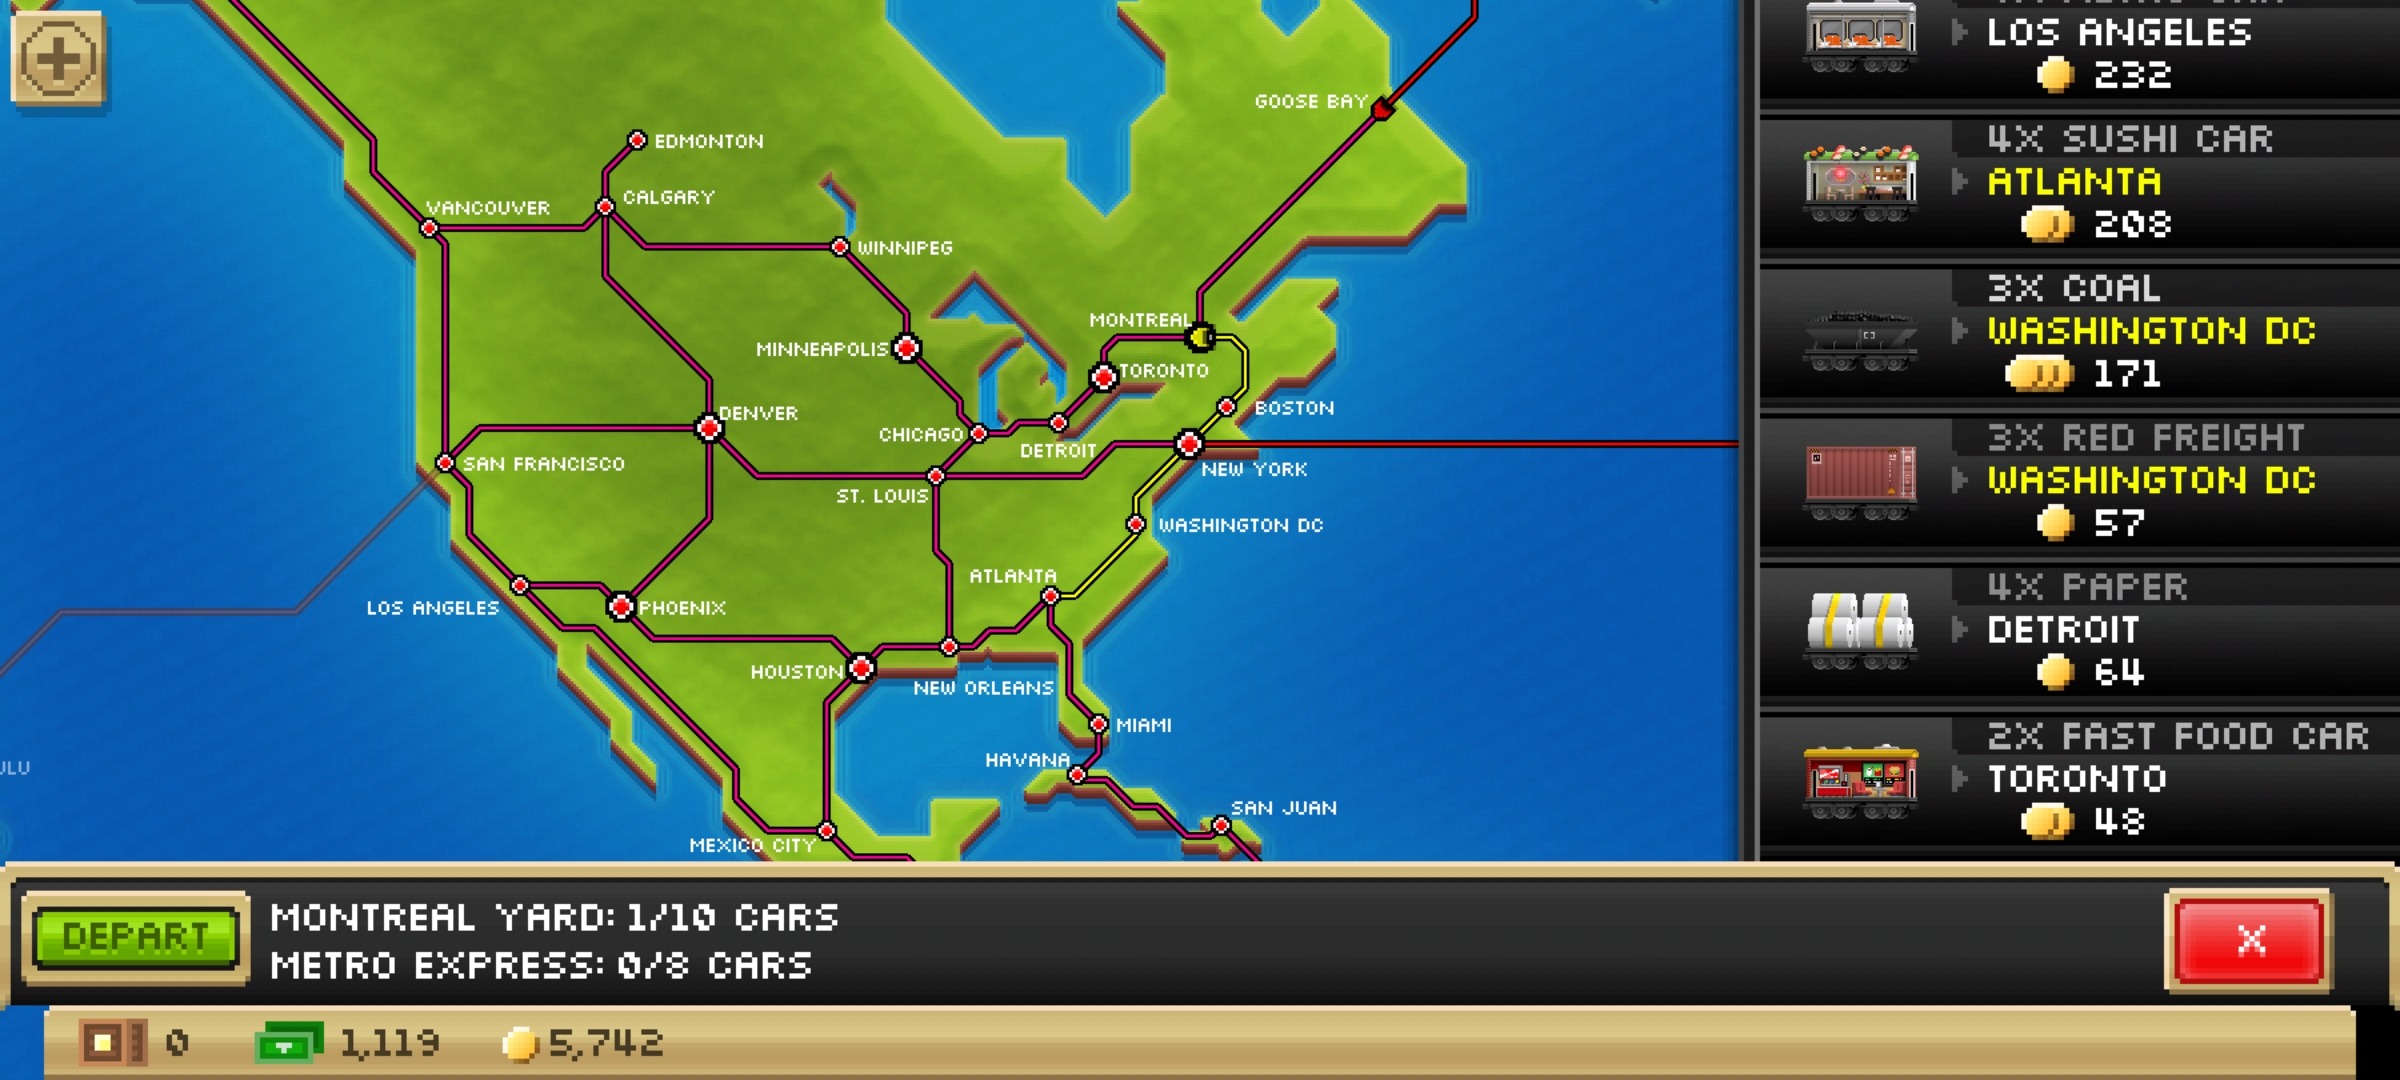 LOS ANGELES
232
GOOSE BAY
4X SUSHI CAR
EDMONTON
ATLANTA
CALGARY
VANCOUVER
208
WINNIPEG
3X COAL
MONTREAL
WASHINGTON DC
MINNEAPOLIS
TORONTO
171
DENVER
BOSTON
CHICAGO
3X RED FREIGHT
DETROIT
SAN FRANCISCO
NEW YORK
WASHINGTON DC
ST. LOUIS
57
WASHINGTON DC
ATLANTA
4X PAPER
LOS ANGELES
PHOENIX
DETROIT
HOUSTON
64
NEW ORLEANS
MIAMI
2X FAST FOOD CAR
HAVANA
TORONTO
SAN JUAN
48
MEXICO CITY
DEPART
MONTREAL YARD: 1/10 CARS
METRO EXPRESS: 0/8 CARS
X
0
1,119
5,742